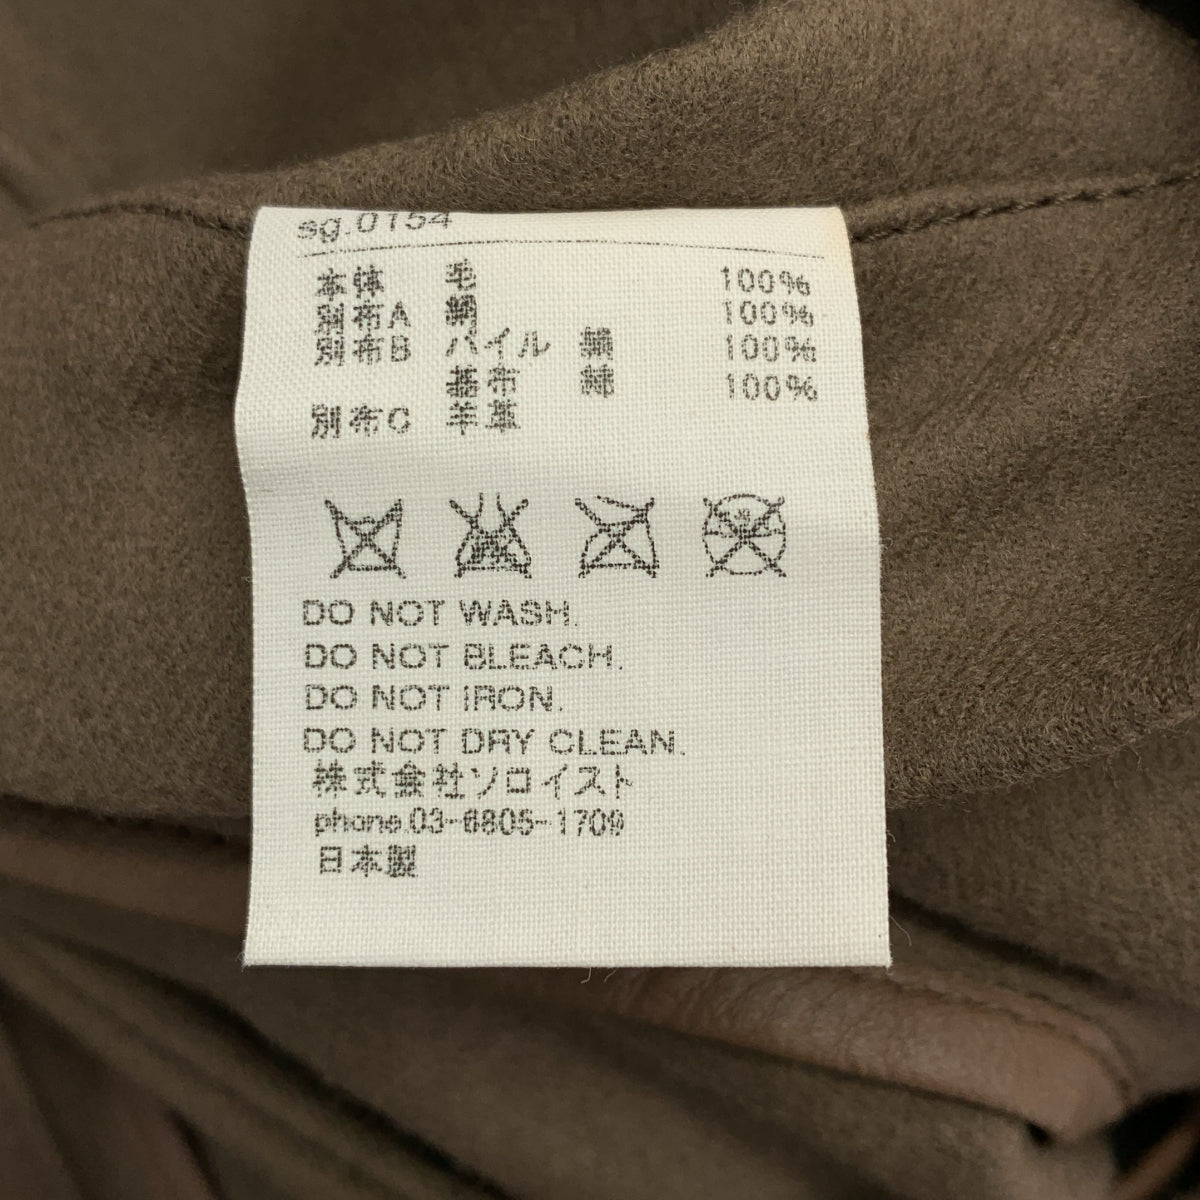 sg.0154
本体 毛 100%
別布A 絹 100%
別布B パイル 絹 100%
基布 綿 100%
別布C 羊革
DO NOT WASH.
DO NOT BLEACH.
DO NOT IRON.
DO NOT DRY CLEAN.
株式会社ソロイスト
phone.03-6805-1709
日本製